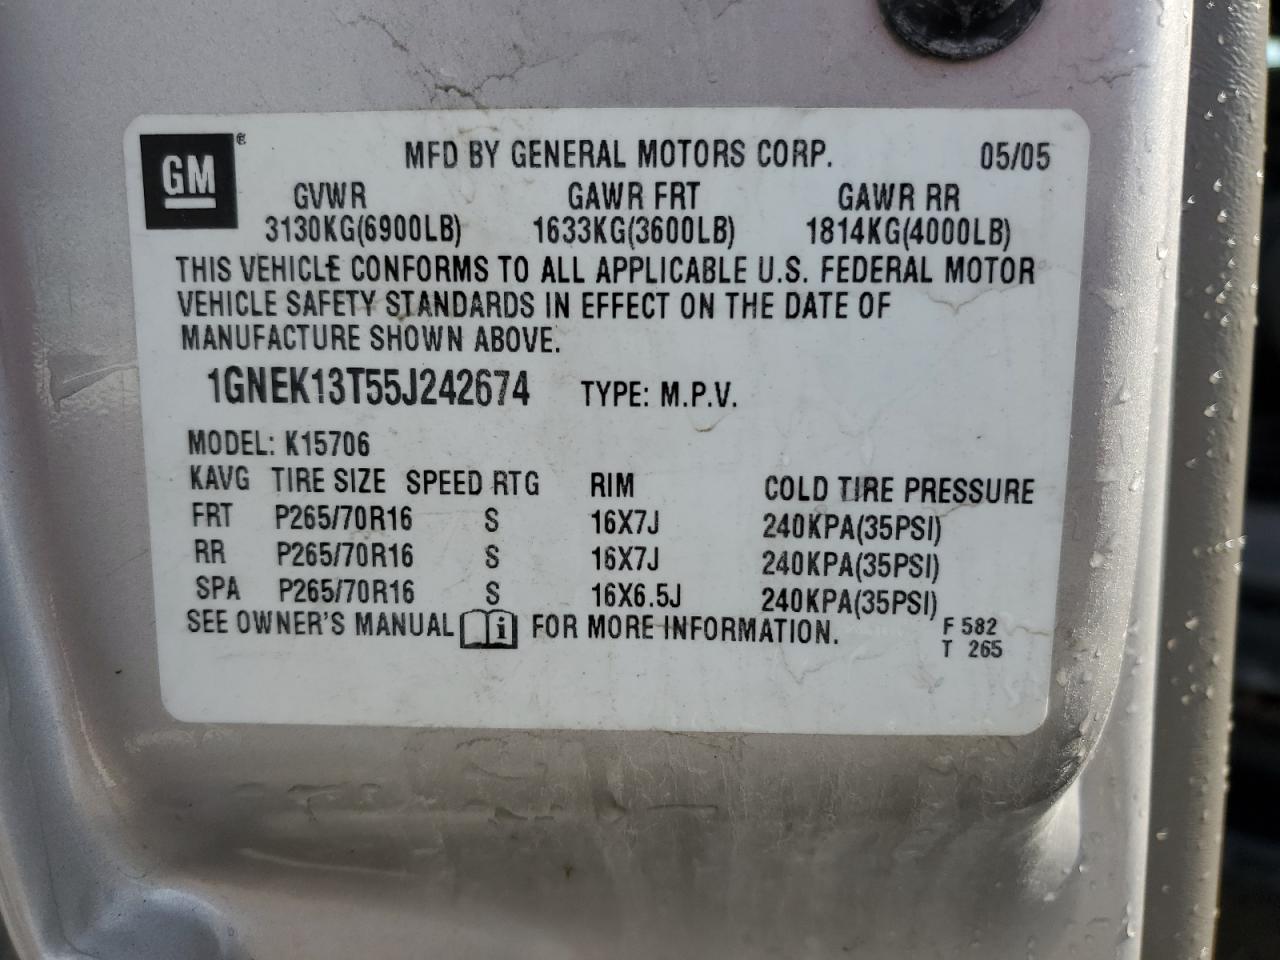 GM ®
MFD BY GENERAL MOTORS CORP. 05/05
GVWR GAWR FRT GAWR RR
3130KG(6900LB) 1633KG(3600LB) 1814KG(4000LB)
THIS VEHICLE CONFORMS TO ALL APPLICABLE U.S. FEDERAL MOTOR
VEHICLE SAFETY STANDARDS IN EFFECT ON THE DATE OF
MANUFACTURE SHOWN ABOVE.
1GNEK13T55J242674 TYPE: M.P.V.
MODEL: K15706
KAVG TIRE SIZE SPEED RTG RIM COLD TIRE PRESSURE
FRT P265/70R16 S 16X7J 240KPA(35PSI)
RR P265/70R16 S 16X7J 240KPA(35PSI)
SPA P265/70R16 S 16X6.5J 240KPA(35PSI)
SEE OWNER'S MANUAL i FOR MORE INFORMATION. F 582
T 265